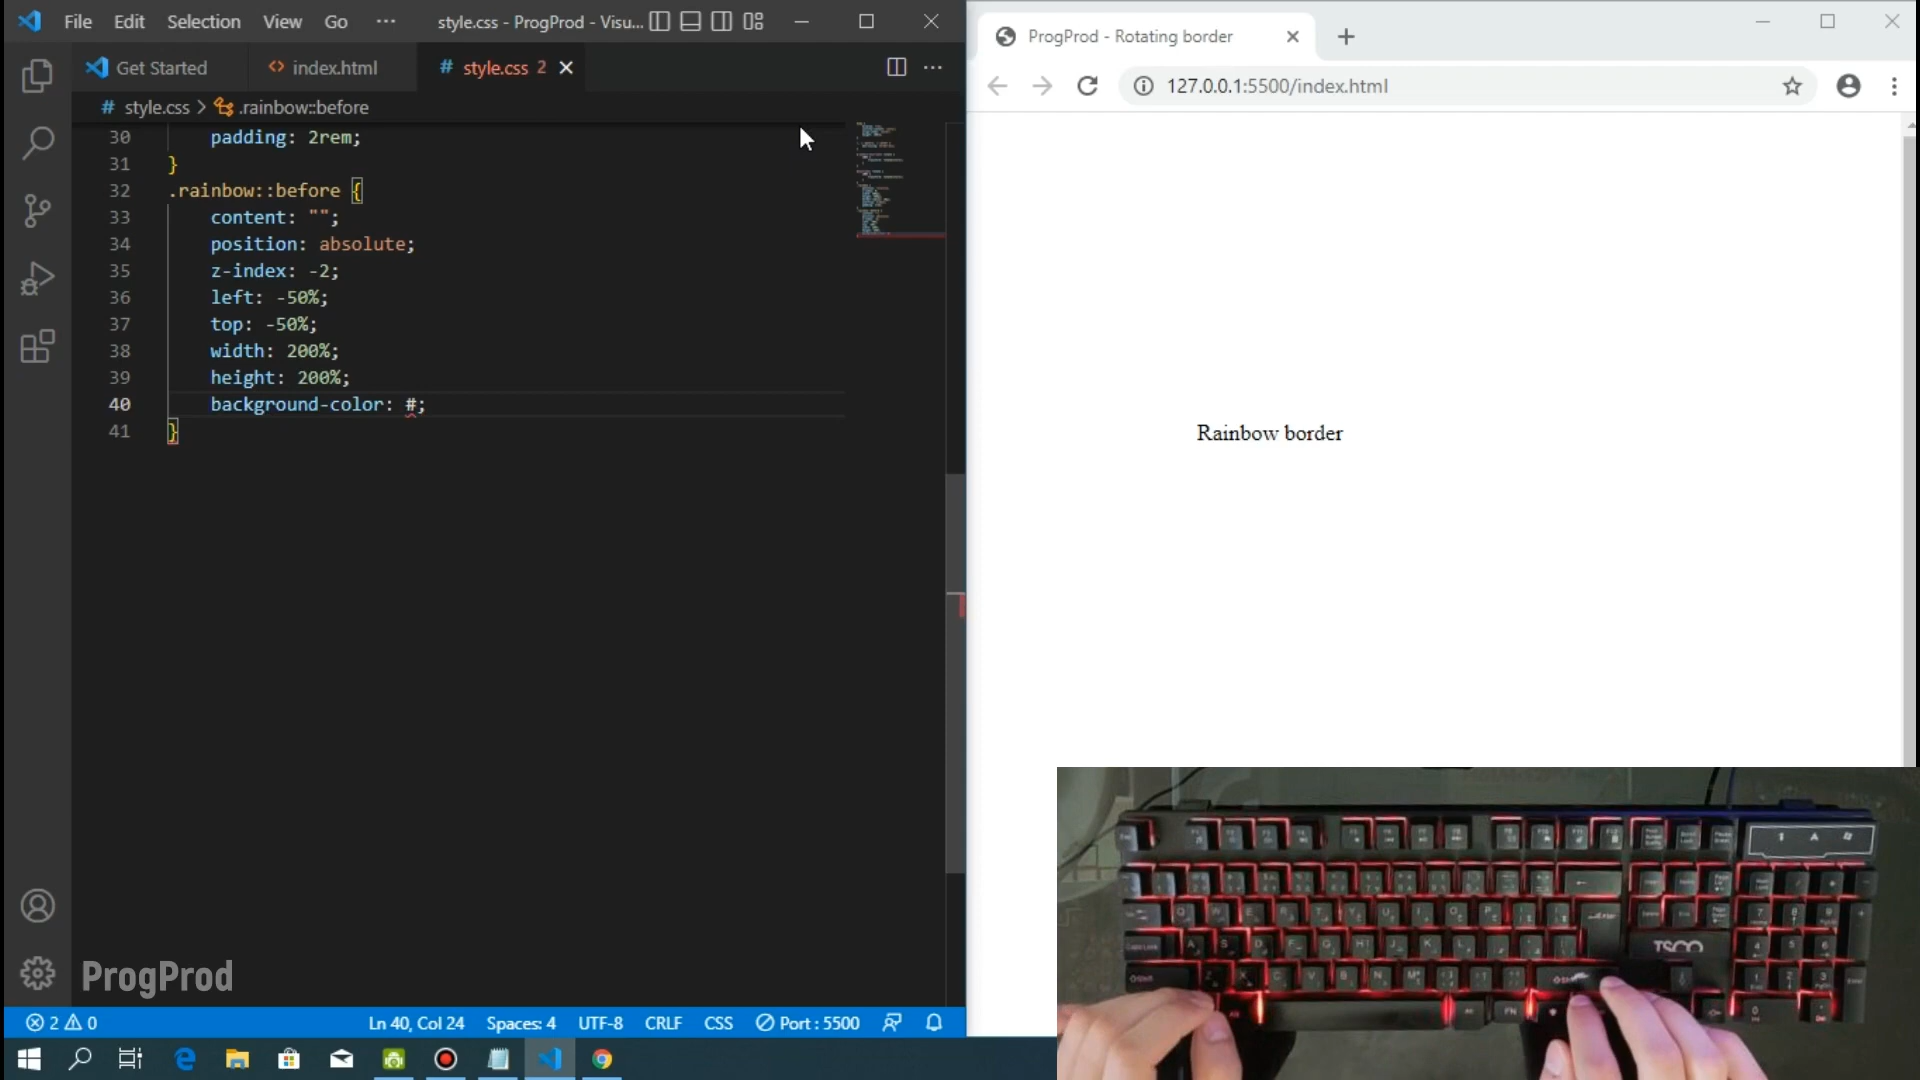 File Edit Selection View Go ··· style.css - ProgProd - Visu...
Get Started index.html # style.css 2
# style.css > .rainbow::before
30 padding: 2rem;
31 }
32 .rainbow::before {
33 content: "";
34 position: absolute;
35 z-index: -2;
36 left: -50%;
37 top: -50%;
38 width: 200%;
39 height: 200%;
40 background-color: #;
41 }
ProgProd
2 0 Ln 40, Col 24 Spaces: 4 UTF-8 CRLF CSS Port : 5500
ProgProd - Rotating border
127.0.0.1:5500/index.html
Rainbow border
TSCO